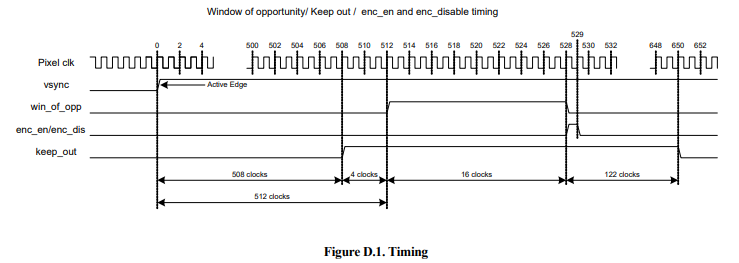 Window of opportunity/ Keep out / enc_en and enc_disable timing
529
0 2 4 500 502 504 506 508 510 512 514 516 518 520 522 524 526 528 530 532 648 650 652
Pixel clk
vsync
Active Edge
win_of_opp
enc_en/enc_dis
keep_out
508 clocks 4 clocks 16 clocks 122 clocks
512 clocks
Figure D.1. Timing